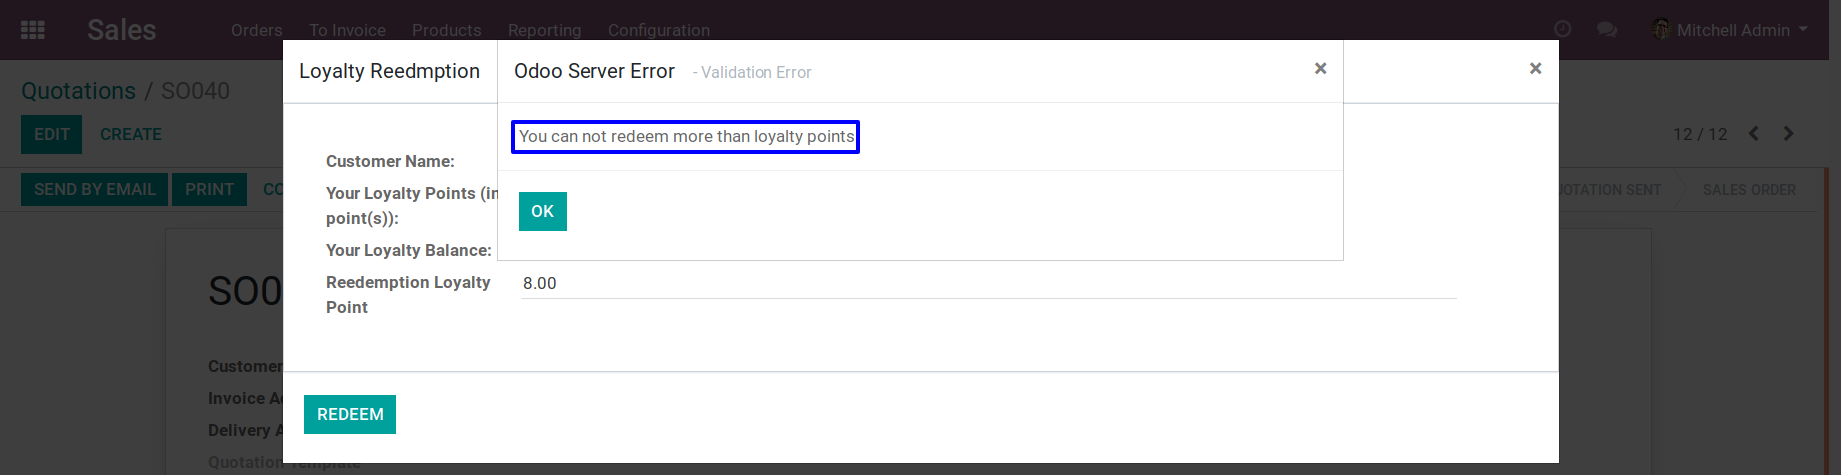 Sales Orders To Invoice Products Reporting Configuration Mitchell Admin
Loyalty Reedmption Odoo Server Error - Validation Error × ×
Quotations / SO040
EDIT CREATE 12 / 12
You can not redeem more than loyalty points
Customer Name:
SEND BY EMAIL PRINT CO UOTATION SENT SALES ORDER
Your Loyalty Points (in
point(s)):
OK
Your Loyalty Balance:
Reedemption Loyalty
Point
8.00
SO0
Customer
Invoice A
Delivery A
REDEEM
Quotation Template